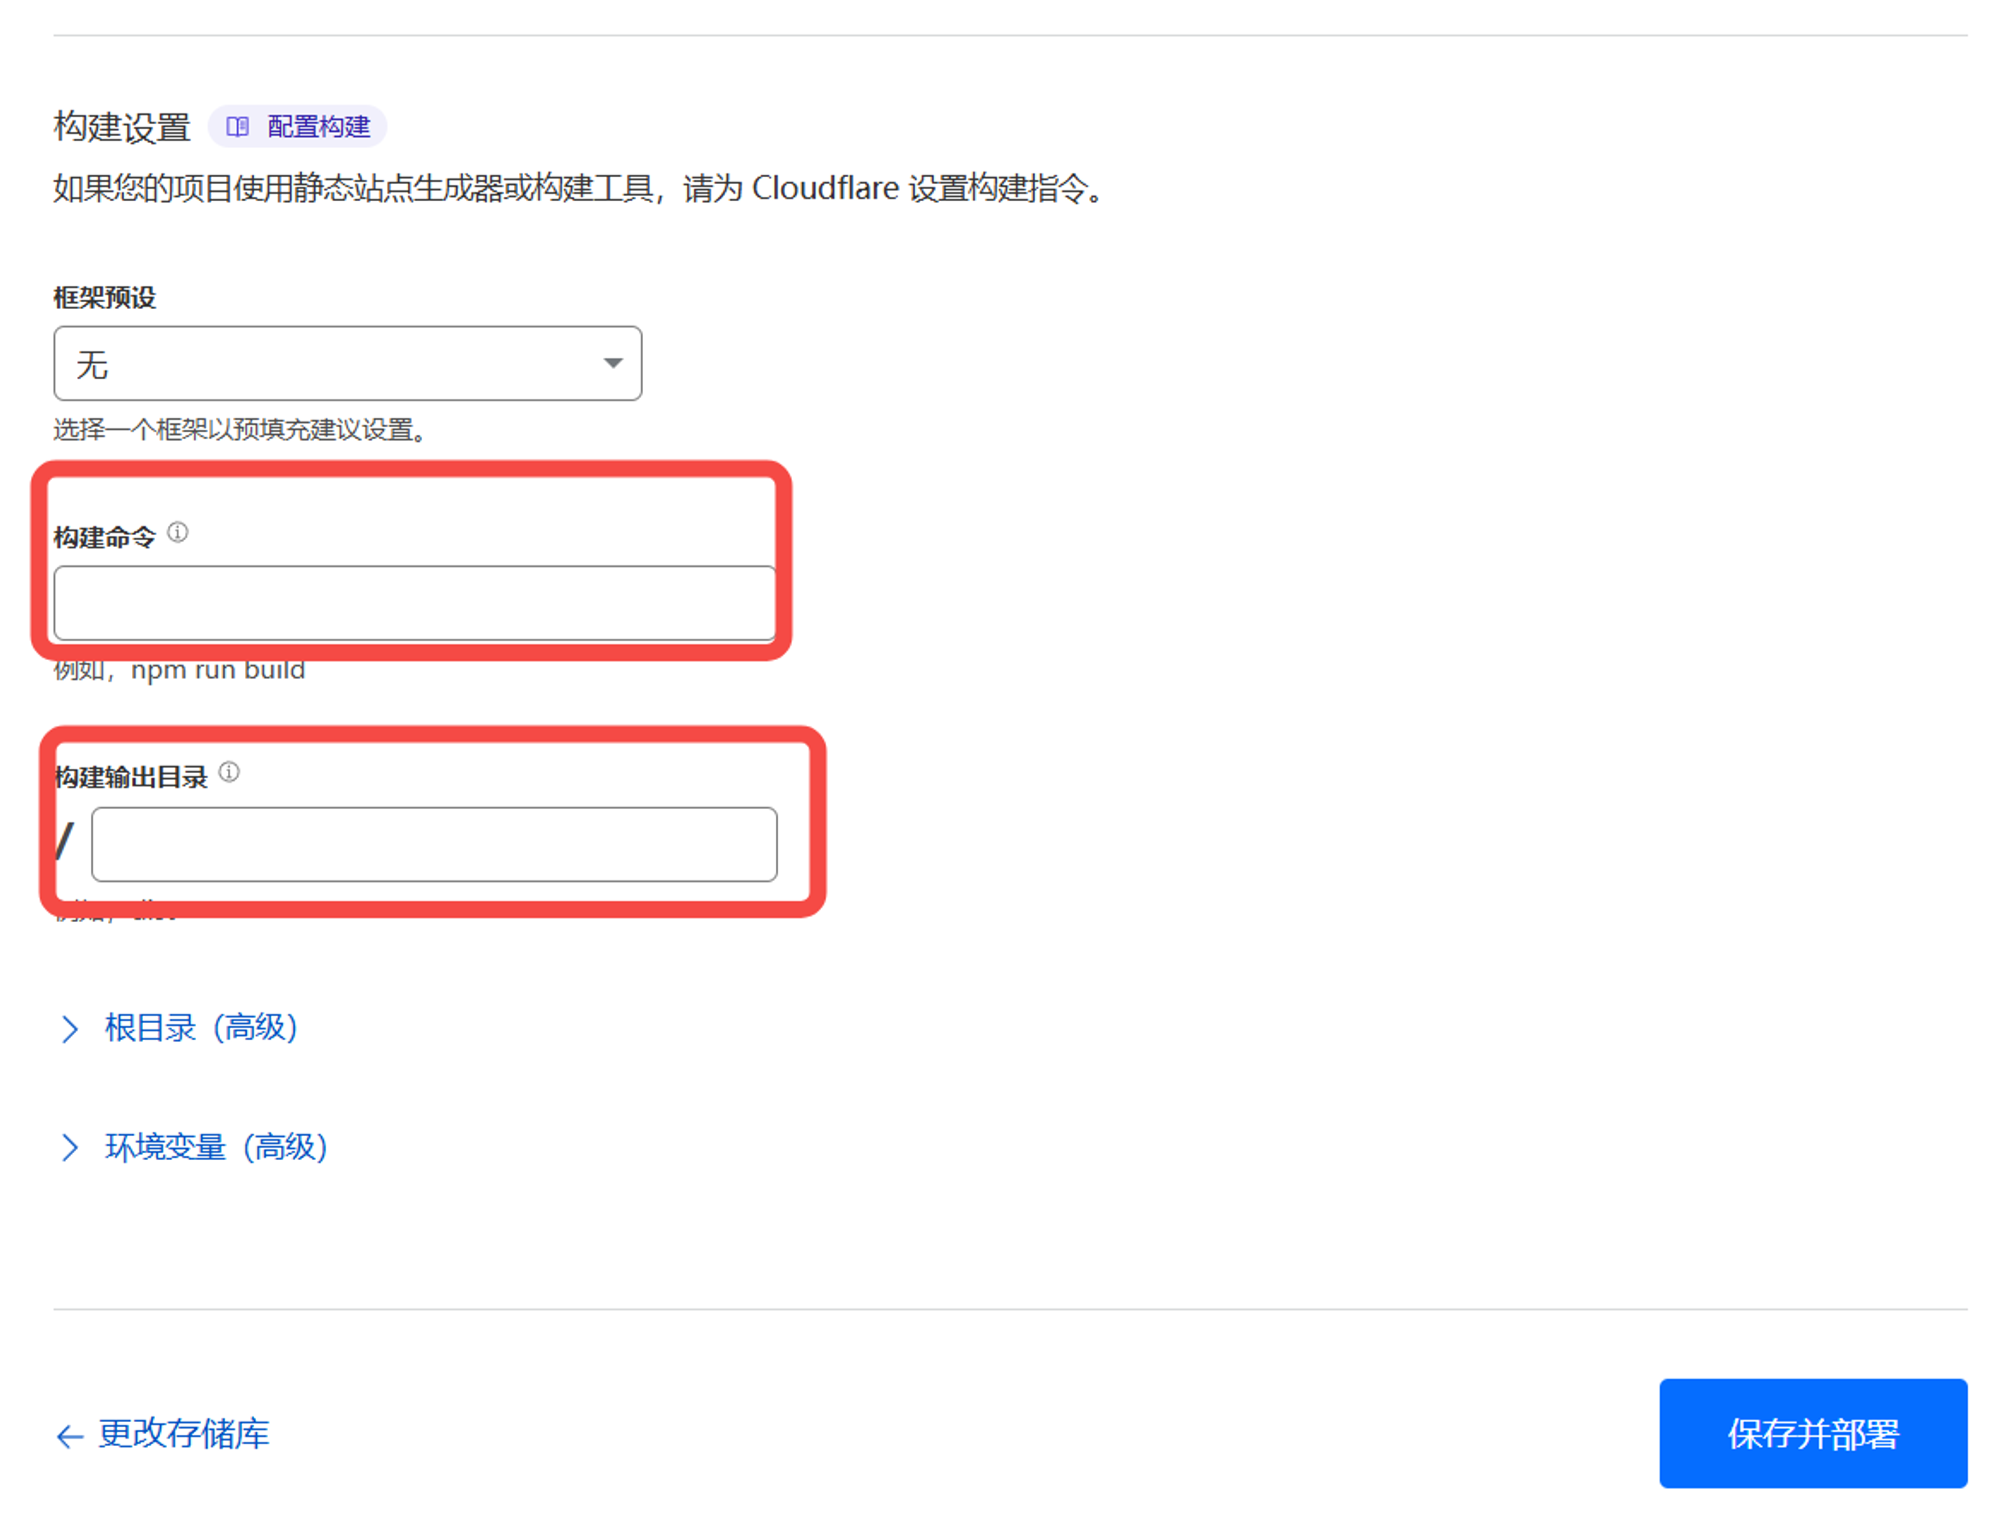 构建设置 配置构建
如果您的项目使用静态站点生成器或构建工具，请为 Cloudflare 设置构建指令。
框架预设
无
选择一个框架以预填充建议设置。
构建命令
例如，npm run build
构建输出目录
/
根目录（高级）
环境变量（高级）
更改存储库
保存并部署